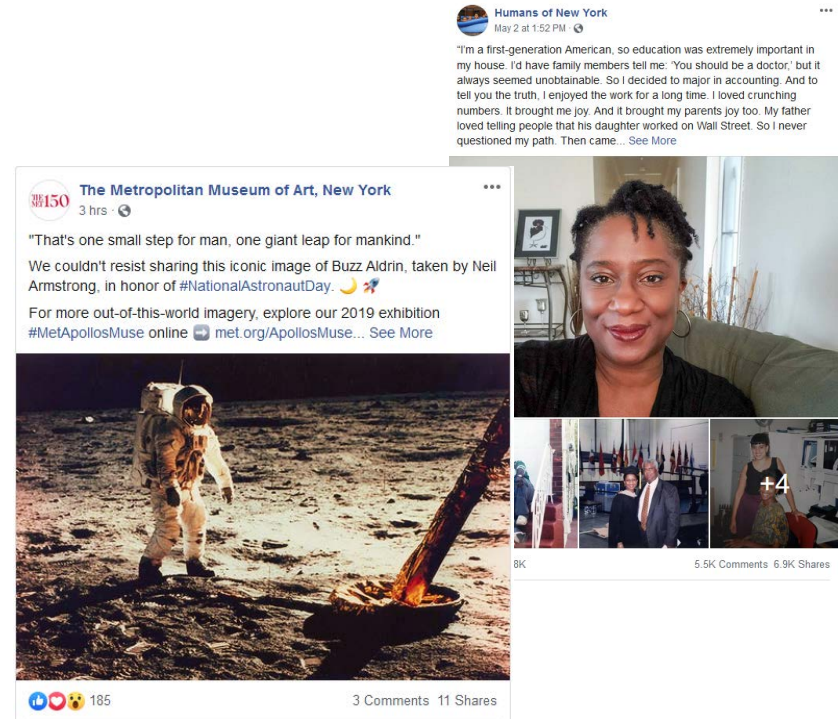 Humans of New York
May 2 at 1:52 PM ·
"I'm a first-generation American, so education was extremely important in
my house. I'd have family members tell me: 'You should be a doctor,' but it
always seemed unobtainable. So I decided to major in accounting. And to
tell you the truth, I enjoyed the work for a long time. I loved crunching
numbers. It brought me joy. And it brought my parents joy too. My father
loved telling people that his daughter worked on Wall Street. So I never
questioned my path. Then came... See More
+4
8K
5.5K Comments 6.9K Shares
THE MET 150
The Metropolitan Museum of Art, New York
3 hrs ·
"That's one small step for man, one giant leap for mankind."
We couldn't resist sharing this iconic image of Buzz Aldrin, taken by Neil
Armstrong, in honor of #NationalAstronautDay. 🌙 🚀
For more out-of-this-world imagery, explore our 2019 exhibition
#MetApollosMuse online ➡ met.org/ApollosMuse... See More
185
3 Comments 11 Shares